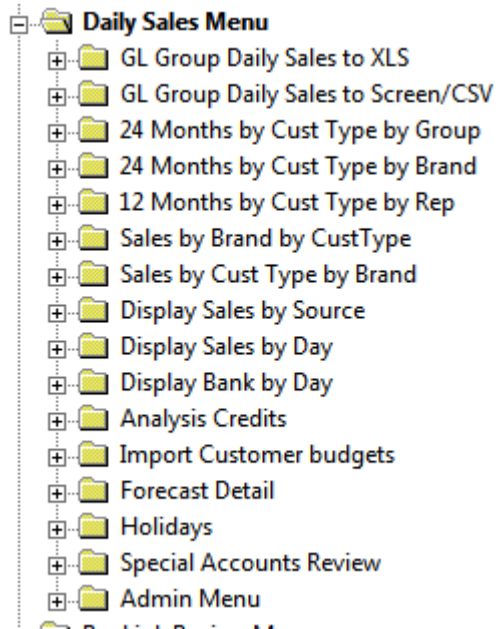 Daily Sales Menu
GL Group Daily Sales to XLS
GL Group Daily Sales to Screen/CSV
24 Months by Cust Type by Group
24 Months by Cust Type by Brand
12 Months by Cust Type by Rep
Sales by Brand by CustType
Sales by Cust Type by Brand
Display Sales by Source
Display Sales by Day
Display Bank by Day
Analysis Credits
Import Customer budgets
Forecast Detail
Holidays
Special Accounts Review
Admin Menu